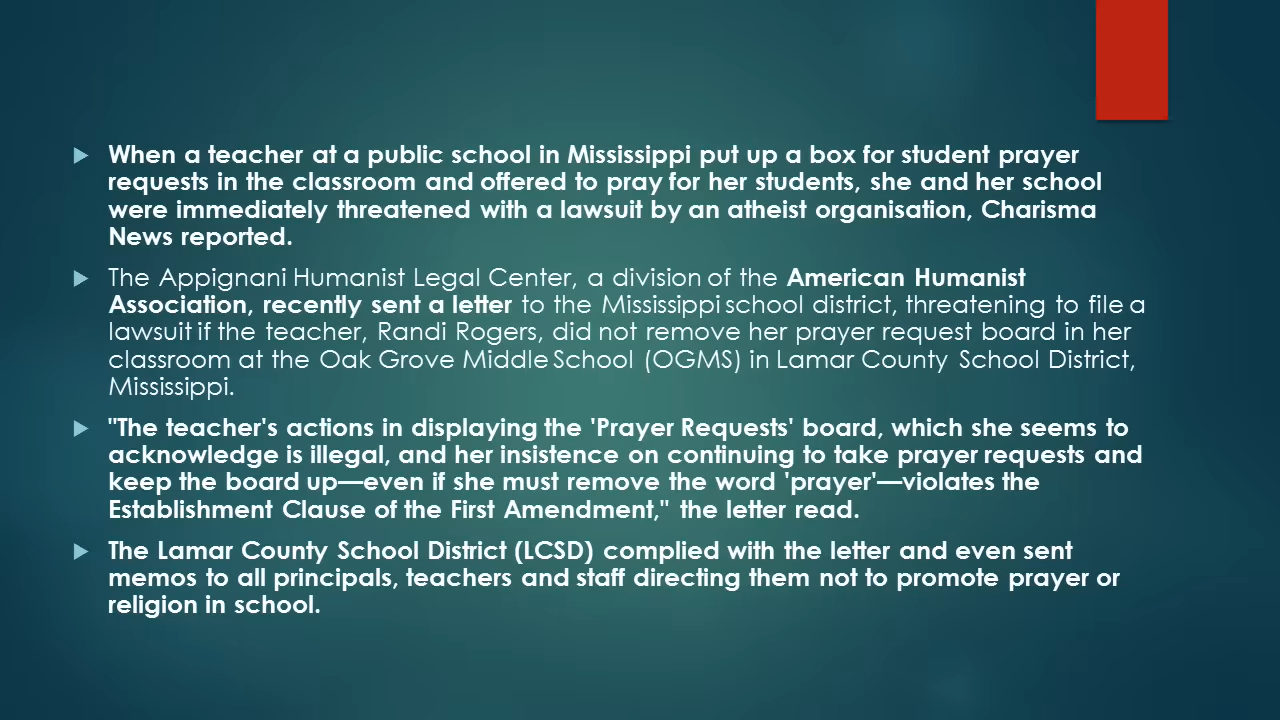 When a teacher at a public school in Mississippi put up a box for student prayer
requests in the classroom and offered to pray for her students, she and her school
were immediately threatened with a lawsuit by an atheist organisation, Charisma
News reported.
The Appignani Humanist Legal Center, a division of the American Humanist
Association, recently sent a letter to the Mississippi school district, threatening to file a
lawsuit if the teacher, Randi Rogers, did not remove her prayer request board in her
classroom at the Oak Grove Middle School (OGMS) in Lamar County School District,
Mississippi.
"The teacher's actions in displaying the 'Prayer Requests' board, which she seems to
acknowledge is illegal, and her insistence on continuing to take prayer requests and
keep the board up—even if she must remove the word 'prayer'—violates the
Establishment Clause of the First Amendment," the letter read.
The Lamar County School District (LCSD) complied with the letter and even sent
memos to all principals, teachers and staff directing them not to promote prayer or
religion in school.